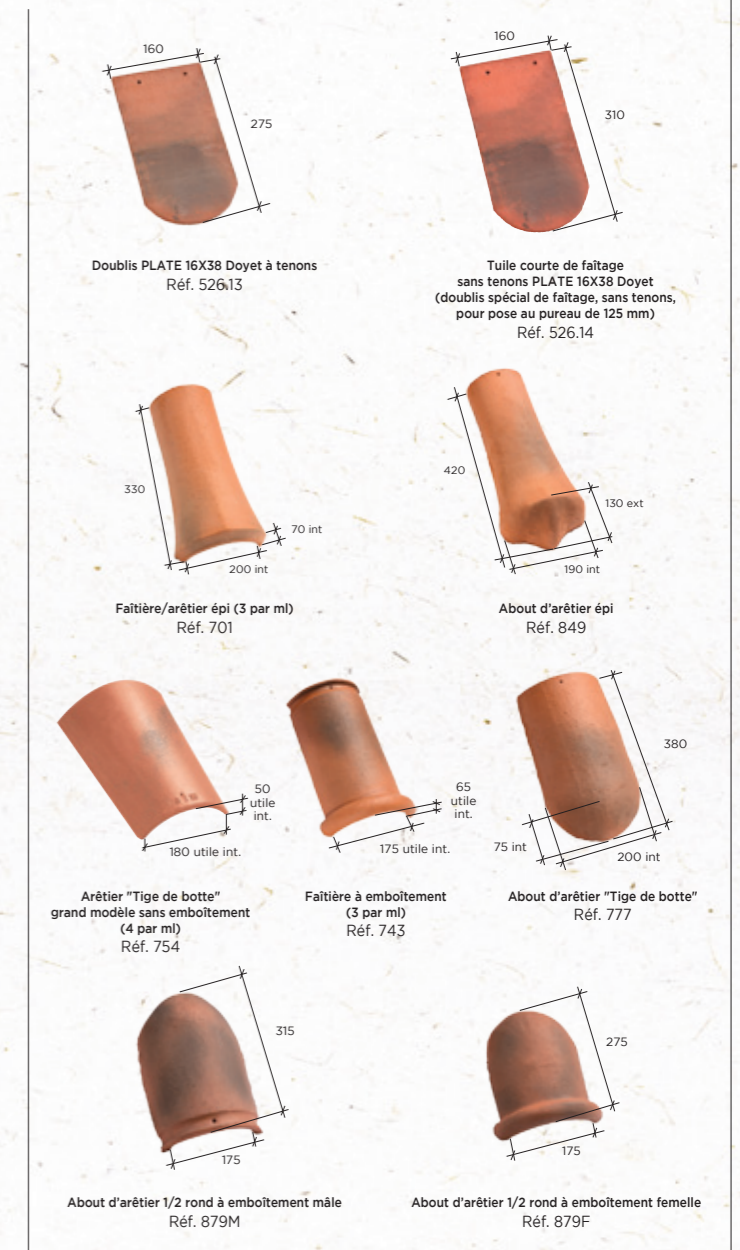 160
275
Doublis PLATE 16X38 Doyet à tenons
Réf. 526.13
160
310
Tuile courte de faîtage
sans tenons PLATE 16X38 Doyet
(doublis spécial de faîtage, sans tenons,
pour pose au pureau de 125 mm)
Réf. 526.14
330
70 int
200 int
Faîtière/arêtier épi (3 par ml)
Réf. 701
420
130 ext
190 int
About d'arêtier épi
Réf. 849
50
utile
int.
180 utile int.
Arêtier "Tige de botte"
grand modèle sans emboîtement
(4 par ml)
Réf. 754
65
utile
int.
175 utile int.
Faîtière à emboîtement
(3 par ml)
Réf. 743
380
75 int
200 int
About d'arêtier "Tige de botte"
Réf. 777
315
175
About d'arêtier 1/2 rond à emboîtement mâle
Réf. 879M
275
175
About d'arêtier 1/2 rond à emboîtement femelle
Réf. 879F